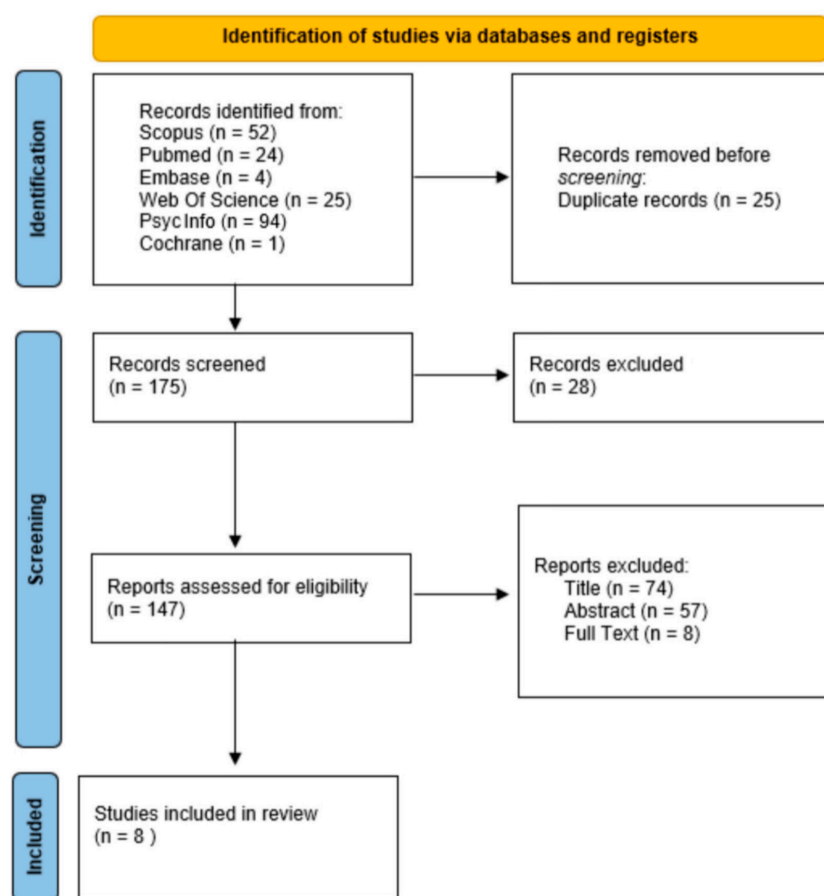 Identification of studies via databases and registers
Identification
Records identified from:
Scopus (n = 52)
Pubmed (n = 24)
Embase (n = 4)
Web Of Science (n = 25)
PsycInfo (n = 94)
Cochrane (n = 1)
Records removed before
screening:
Duplicate records (n = 25)
Screening
Records screened
(n = 175)
Records excluded
(n = 28)
Reports assessed for eligibility
(n = 147)
Reports excluded:
Title (n = 74)
Abstract (n = 57)
Full Text (n = 8)
Included
Studies included in review
(n = 8 )